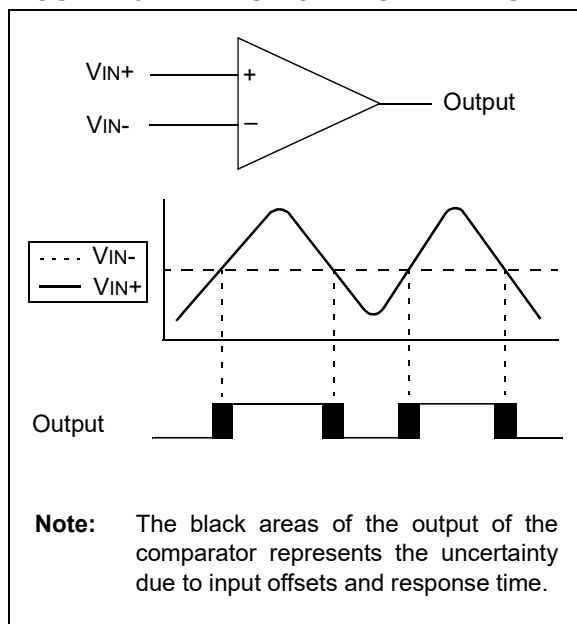 VIN+
+
Output
VIN-
–
VIN-
VIN+
Output
Note: The black areas of the output of the
comparator represents the uncertainty
due to input offsets and response time.